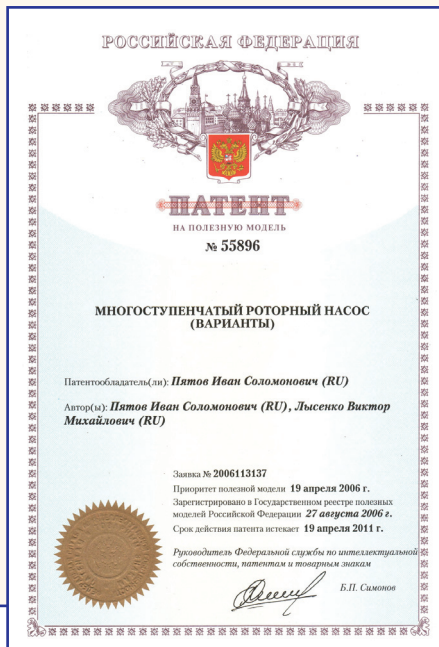 РОССИЙСКАЯ ФЕДЕРАЦИЯ
ПАТЕНТ
НА ПОЛЕЗНУЮ МОДЕЛЬ
№ 55896
МНОГОСТУПЕНЧАТЫЙ РОТОРНЫЙ НАСОС
(ВАРИАНТЫ)
Патентообладатель(ли): Пятов Иван Соломонович (RU)
Автор(ы): Пятов Иван Соломонович (RU), Лысенко Виктор
Михайлович (RU)
Заявка № 2006113137
Приоритет полезной модели 19 апреля 2006 г.
Зарегистрировано в Государственном реестре полезных
моделей Российской Федерации 27 августа 2006 г.
Срок действия патента истекает 19 апреля 2011 г.
Руководитель Федеральной службы по интеллектуальной
собственности, патентам и товарным знакам
Б.П. Симонов